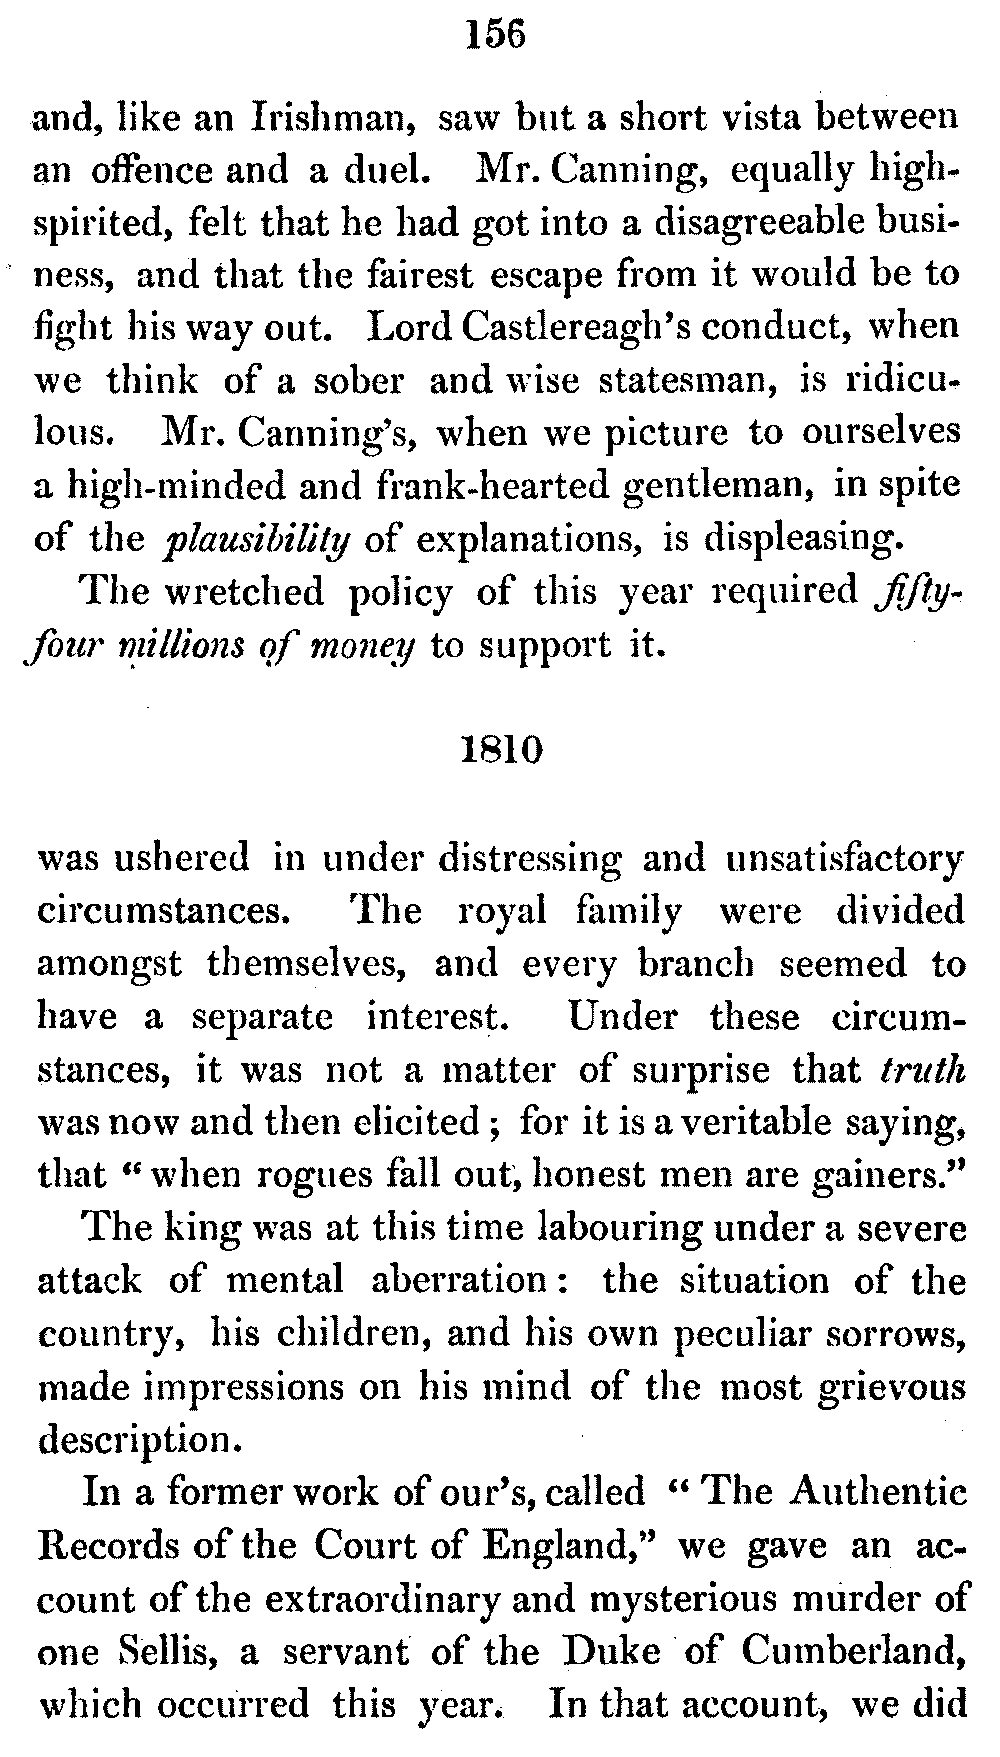 156
and, like an Irishman, saw but a short vista between
an offence and a duel. Mr. Canning, equally high-
spirited, felt that he had got into a disagreeable busi-
ness, and that the fairest escape from it would be to
fight his way out. Lord Castlereagh's conduct, when
we think of a sober and wise statesman, is ridicu-
lous. Mr. Canning's, when we picture to ourselves
a high-minded and frank-hearted gentleman, in spite
of the plausibility of explanations, is displeasing.
The wretched policy of this year required fifty-
four millions of money to support it.
1810
was ushered in under distressing and unsatisfactory
circumstances. The royal family were divided
amongst themselves, and every branch seemed to
have a separate interest. Under these circum-
stances, it was not a matter of surprise that truth
was now and then elicited ; for it is a veritable saying,
that “ when rogues fall out, honest men are gainers.”
The king was at this time labouring under a severe
attack of mental aberration : the situation of the
country, his children, and his own peculiar sorrows,
made impressions on his mind of the most grievous
description.
In a former work of our's, called “ The Authentic
Records of the Court of England,” we gave an ac-
count of the extraordinary and mysterious murder of
one Sellis, a servant of the Duke of Cumberland,
which occurred this year. In that account, we did